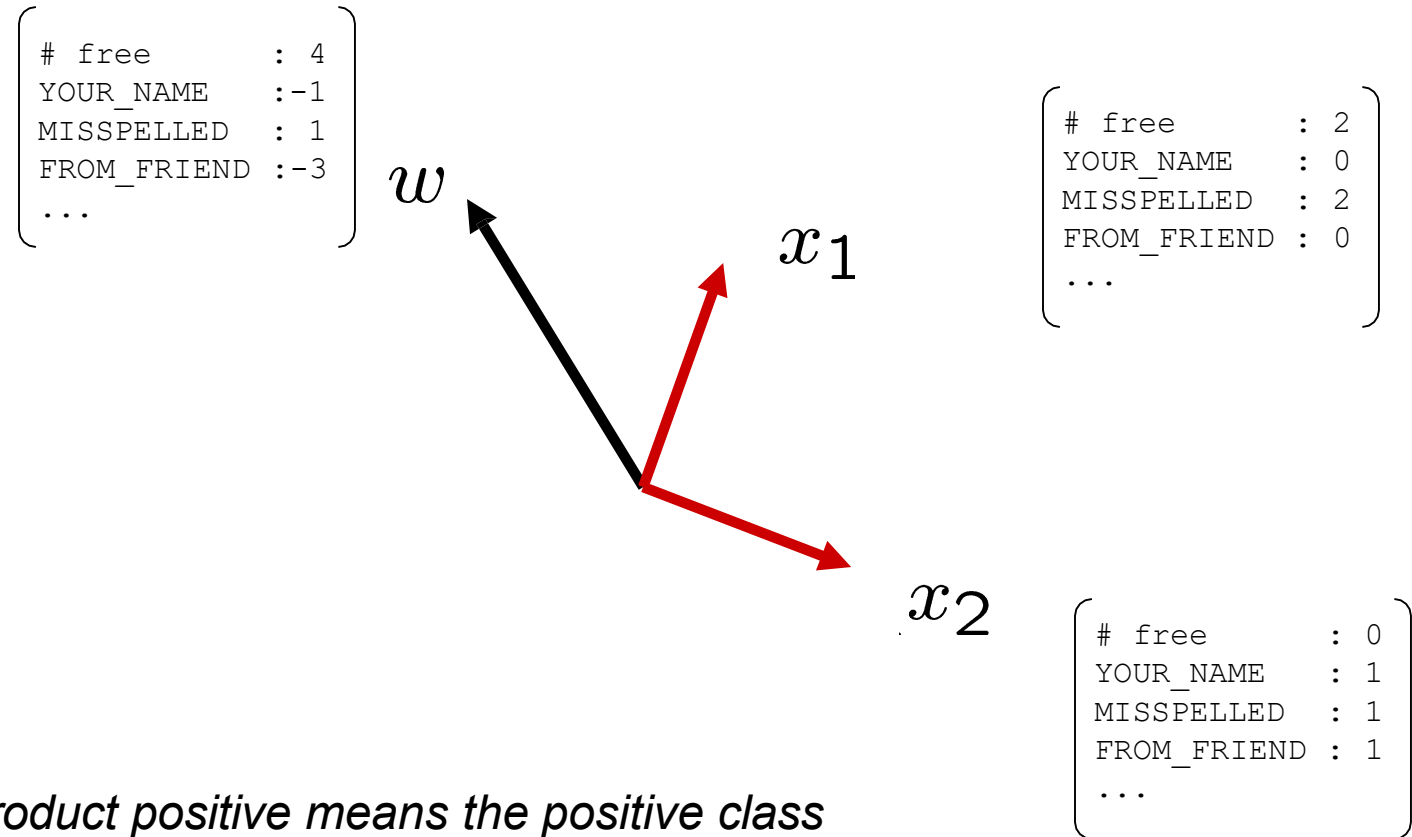 # free : 4
YOUR_NAME :-1
MISSPELLED : 1
FROM_FRIEND :-3
...
w
x1
# free : 2
YOUR_NAME : 0
MISSPELLED : 2
FROM_FRIEND : 0
...
x2
# free : 0
YOUR_NAME : 1
MISSPELLED : 1
FROM_FRIEND : 1
...
roduct positive means the positive class